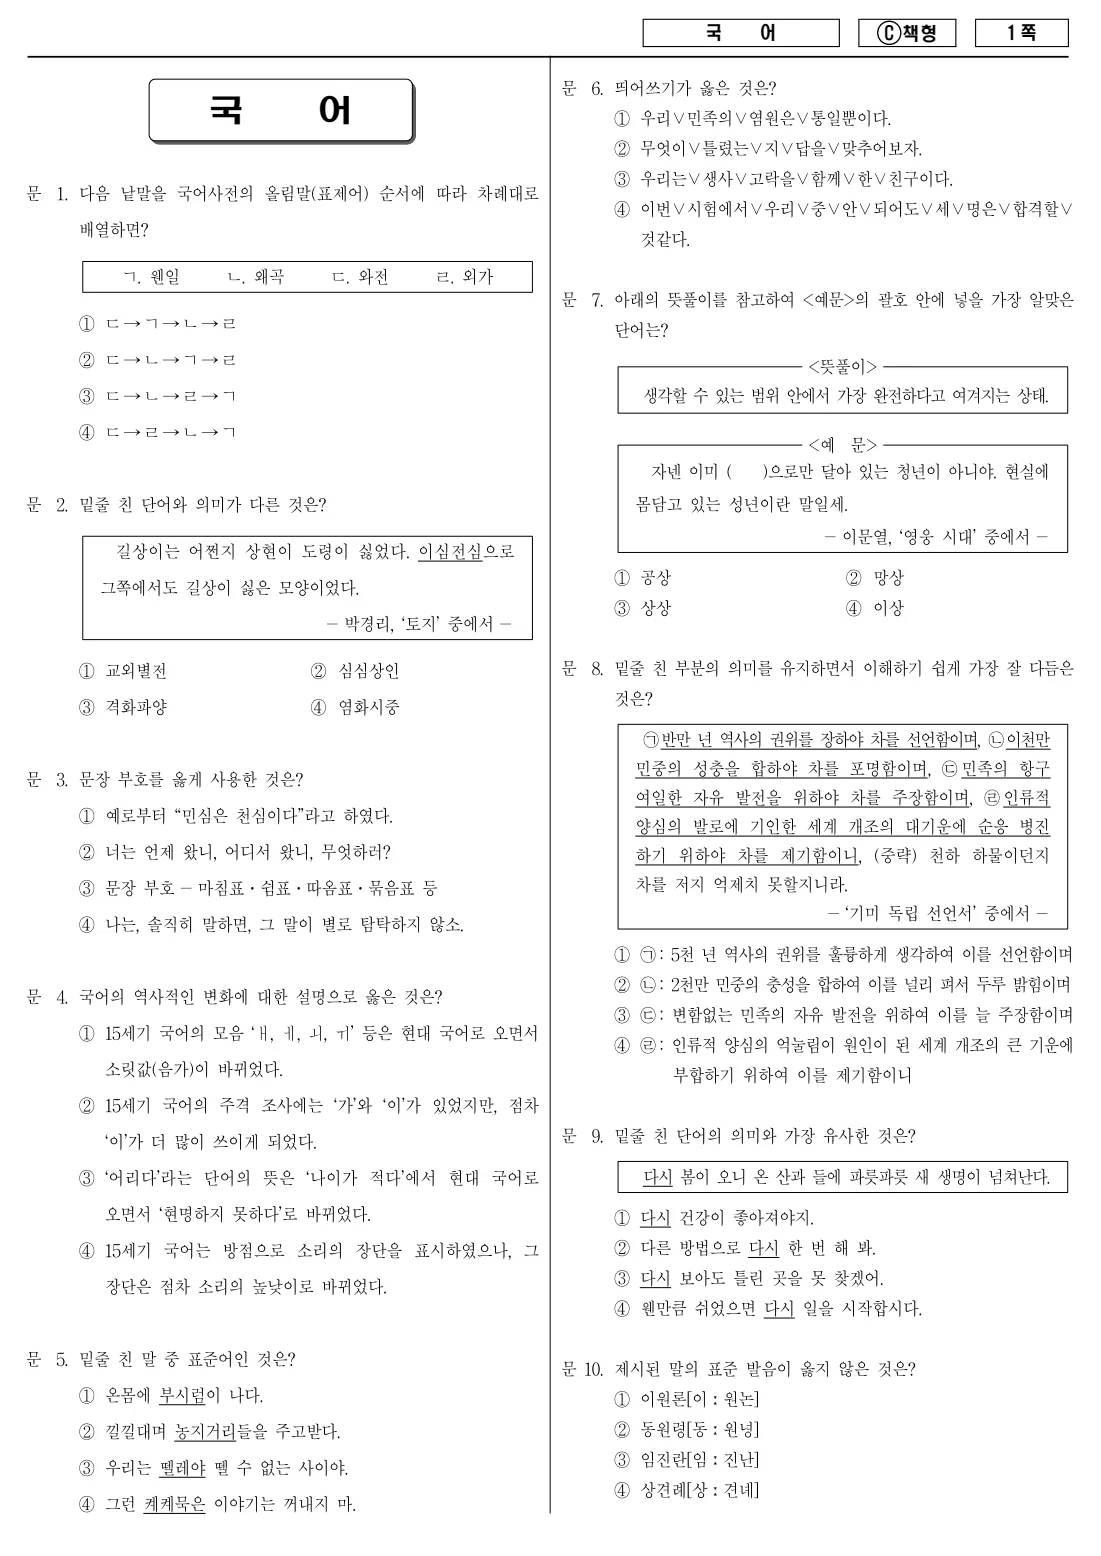 국 어
Ⓒ책형
1쪽
국 어
문 1. 다음 낱말을 국어사전의 올림말(표제어) 순서에 따라 차례대로
배열하면?
ㄱ. 웬일 ㄴ. 왜곡 ㄷ. 와전 ㄹ. 외가
① ㄷ→ㄱ→ㄴ→ㄹ
② ㄷ→ㄴ→ㄱ→ㄹ
③ ㄷ→ㄴ→ㄹ→ㄱ
④ ㄷ→ㄹ→ㄴ→ㄱ
문 2. 밑줄 친 단어와 의미가 다른 것은?
길상이는 어쩐지 상현이 도령이 싫었다. 이심전심으로
그쪽에서도 길상이 싫은 모양이었다.
－박경리, ‘토지’ 중에서－
① 교외별전 ② 심심상인
③ 격화파양 ④ 염화시중
문 3. 문장 부호를 옳게 사용한 것은?
① 예로부터 “민심은 천심이다”라고 하였다.
② 너는 언제 왔니, 어디서 왔니, 무엇하러?
③ 문장 부호－마침표·쉼표·따옴표·묶음표 등
④ 나는, 솔직히 말하면, 그 말이 별로 탐탁하지 않소.
문 4. 국어의 역사적인 변화에 대한 설명으로 옳은 것은?
① 15세기 국어의 모음 ‘ㅐ, ㅔ, ㅚ, ㅟ’ 등은 현대 국어로 오면서
소릿값(음가)이 바뀌었다.
② 15세기 국어의 주격 조사에는 ‘가’와 ‘이’가 있었지만, 점차
‘이’가 더 많이 쓰이게 되었다.
③ ‘어리다’라는 단어의 뜻은 ‘나이가 적다’에서 현대 국어로
오면서 ‘현명하지 못하다’로 바뀌었다.
④ 15세기 국어는 방점으로 소리의 장단을 표시하였으나, 그
장단은 점차 소리의 높낮이로 바뀌었다.
문 5. 밑줄 친 말 중 표준어인 것은?
① 온몸에 부시럼이 나다.
② 낄낄대며 농지거리들을 주고받다.
③ 우리는 뗄레야 뗄 수 없는 사이야.
④ 그런 케케묵은 이야기는 꺼내지 마.
문 6. 띄어쓰기가 옳은 것은?
① 우리∨민족의∨염원은∨통일뿐이다.
② 무엇이∨틀렸는∨지∨답을∨맞추어보자.
③ 우리는∨생사∨고락을∨함께∨한∨친구이다.
④ 이번∨시험에서∨우리∨중∨안∨되어도∨세∨명은∨합격할∨
것같다.
문 7. 아래의 뜻풀이를 참고하여 <예문>의 괄호 안에 넣을 가장 알맞은
단어는?
<뜻풀이>
생각할 수 있는 범위 안에서 가장 완전하다고 여겨지는 상태.
<예 문>
자넨 이미 ( )으로만 달아 있는 청년이 아니야. 현실에
몸담고 있는 성년이란 말일세.
－이문열, ‘영웅 시대’ 중에서－
① 공상 ② 망상
③ 상상 ④ 이상
문 8. 밑줄 친 부분의 의미를 유지하면서 이해하기 쉽게 가장 잘 다듬은
것은?
㉠반만 년 역사의 권위를 장하야 차를 선언함이며, ㉡이천만
민중의 성충을 합하야 차를 포명함이며, ㉢민족의 항구
여일한 자유 발전을 위하야 차를 주장함이며, ㉣인류적
양심의 발로에 기인한 세계 개조의 대기운에 순응 병진
하기 위하야 차를 제기함이니, (중략) 천하 하물이던지
차를 저지 억제치 못할지니라.
－‘기미 독립 선언서’ 중에서－
① ㉠: 5천 년 역사의 권위를 훌륭하게 생각하여 이를 선언함이며
② ㉡: 2천만 민중의 충성을 합하여 이를 널리 펴서 두루 밝힘이며
③ ㉢: 변함없는 민족의 자유 발전을 위하여 이를 늘 주장함이며
④ ㉣: 인류적 양심의 억눌림이 원인이 된 세계 개조의 큰 기운에
부합하기 위하여 이를 제기함이니
문 9. 밑줄 친 단어의 의미와 가장 유사한 것은?
다시 봄이 오니 온 산과 들에 파릇파릇 새 생명이 넘쳐난다.
① 다시 건강이 좋아져야지.
② 다른 방법으로 다시 한 번 해 봐.
③ 다시 보아도 틀린 곳을 못 찾겠어.
④ 웬만큼 쉬었으면 다시 일을 시작합시다.
문 10. 제시된 말의 표준 발음이 옳지 않은 것은?
① 이원론[이ː원논]
② 동원령[동ː원녕]
③ 임진란[임ː진난]
④ 상견례[상ː견녜]